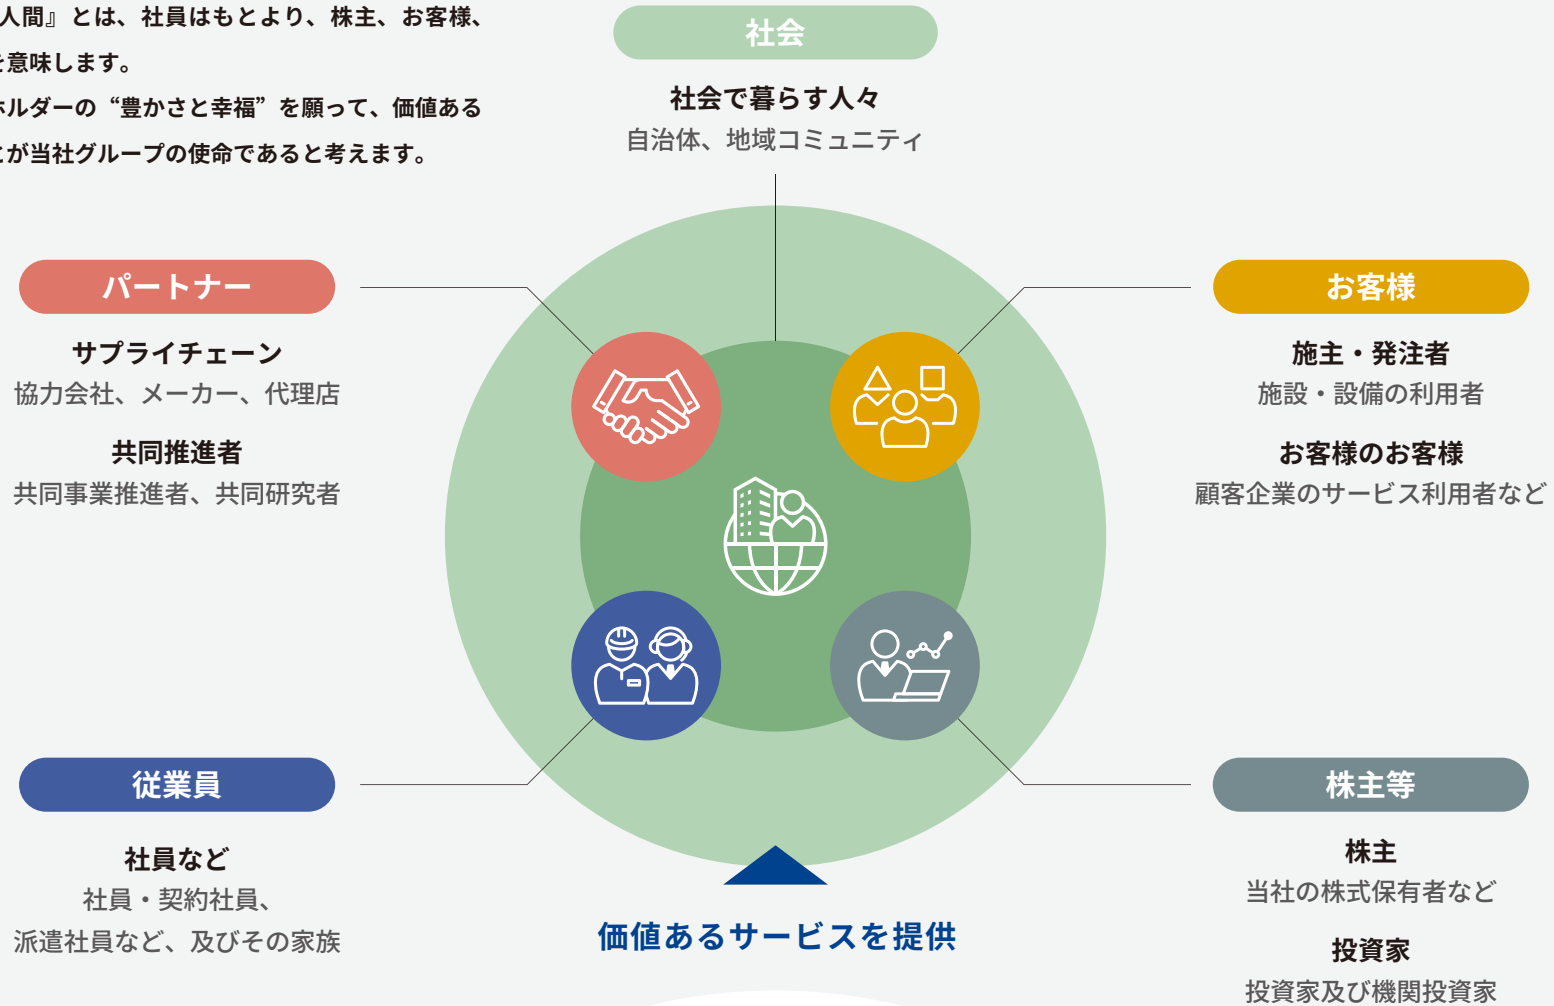 人間』とは、社員はもとより、株主、お客様、
を意味します。
ホルダーの“豊かさと幸福”を願って、価値ある
とが当社グループの使命であると考えます。
社会
社会で暮らす人々
自治体、地域コミュニティ
パートナー
サプライチェーン
協力会社、メーカー、代理店
共同推進者
共同事業推進者、共同研究者
お客様
施主・発注者
施設・設備の利用者
お客様のお客様
顧客企業のサービス利用者など
従業員
社員など
社員・契約社員、
派遣社員など、及びその家族
株主等
株主
当社の株式保有者など
投資家
投資家及び機関投資家
価値あるサービスを提供